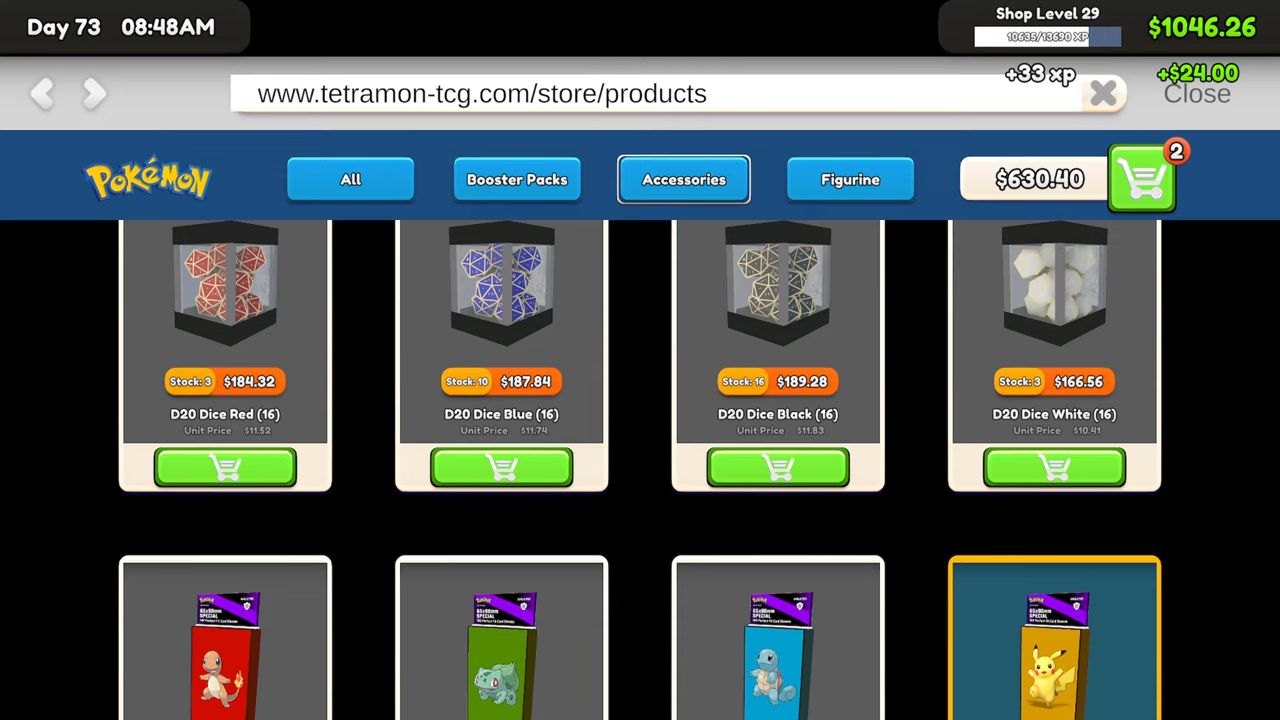 Day 73 08:48AM
Shop Level 29
10635/13690 XP
$1046.26
+33 xp
+$24.00
www.tetramon-tcg.com/store/products
Close
POKéMON
All
Booster Packs
Accessories
Figurine
$630.40
2
Stock: 3 $184.32
Stock: 10 $187.84
Stock: 16 $189.28
Stock: 3 $166.56
D20 Dice Red (16)
D20 Dice Blue (16)
D20 Dice Black (16)
D20 Dice White (16)
Unit Price $11.52
Unit Price $11.74
Unit Price $11.83
Unit Price $10.41
SPECIAL
SPECIAL
SPECIAL
SPECIAL